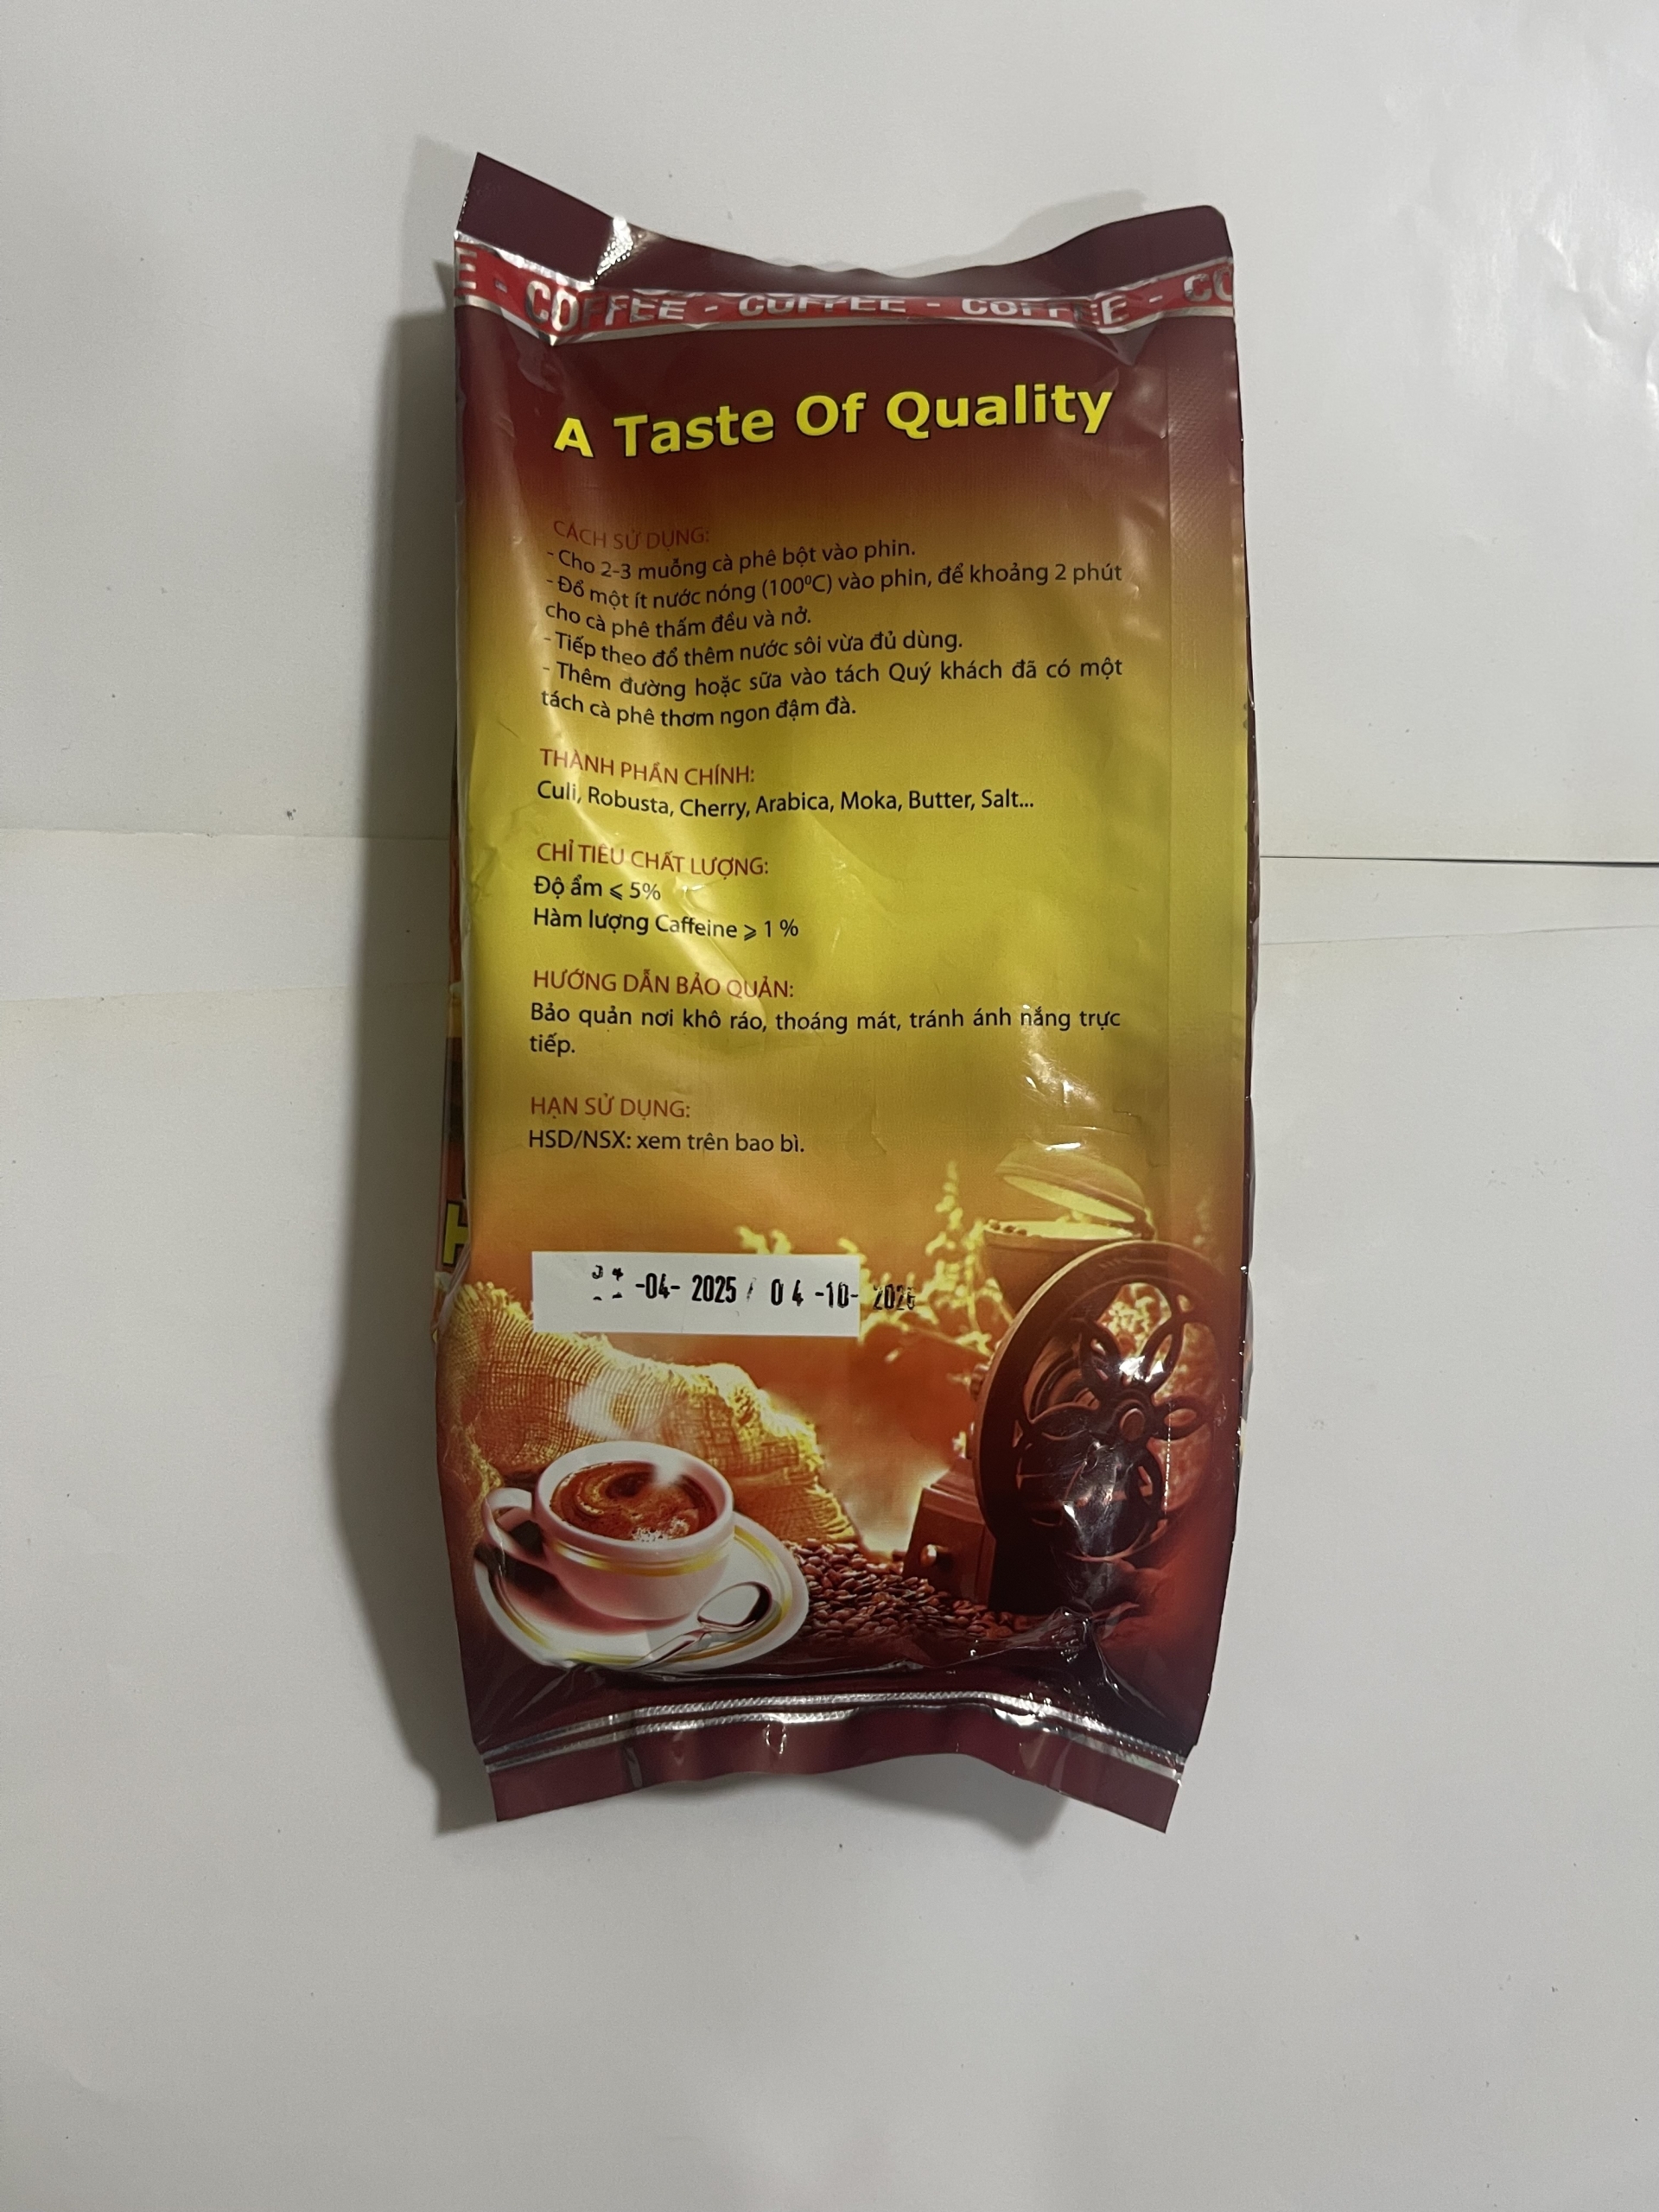 E - COFFEE - COFFEE - COFFEE - CO
A Taste Of Quality
CÁCH SỬ DỤNG:
- Cho 2-3 muỗng cà phê bột vào phin.
- Đổ một ít nước nóng (100⁰C) vào phin, để khoảng 2 phút
cho cà phê thấm đều và nở.
- Tiếp theo đổ thêm nước sôi vừa đủ dùng.
- Thêm đường hoặc sữa vào tách Quý khách đã có một
tách cà phê thơm ngon đậm đà.
THÀNH PHẦN CHÍNH:
Culi, Robusta, Cherry, Arabica, Moka, Butter, Salt...
CHỈ TIÊU CHẤT LƯỢNG:
Độ ẩm ⩽ 5%
Hàm lượng Caffeine ⩾ 1 %
HƯỚNG DẪN BẢO QUẢN:
Bảo quản nơi khô ráo, thoáng mát, tránh ánh nắng trực
tiếp.
HẠN SỬ DỤNG:
HSD/NSX: xem trên bao bì.
-04- 2025 / 04 -10- 2026
H